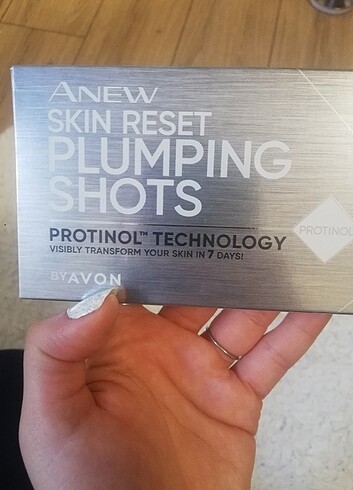 ANEW
SKIN RESET
PLUMPING
SHOTS
PROTINOL™ TECHNOLOGY
VISIBLY TRANSFORM YOUR SKIN IN 7 DAYS!
PROTINOL
BY AVON